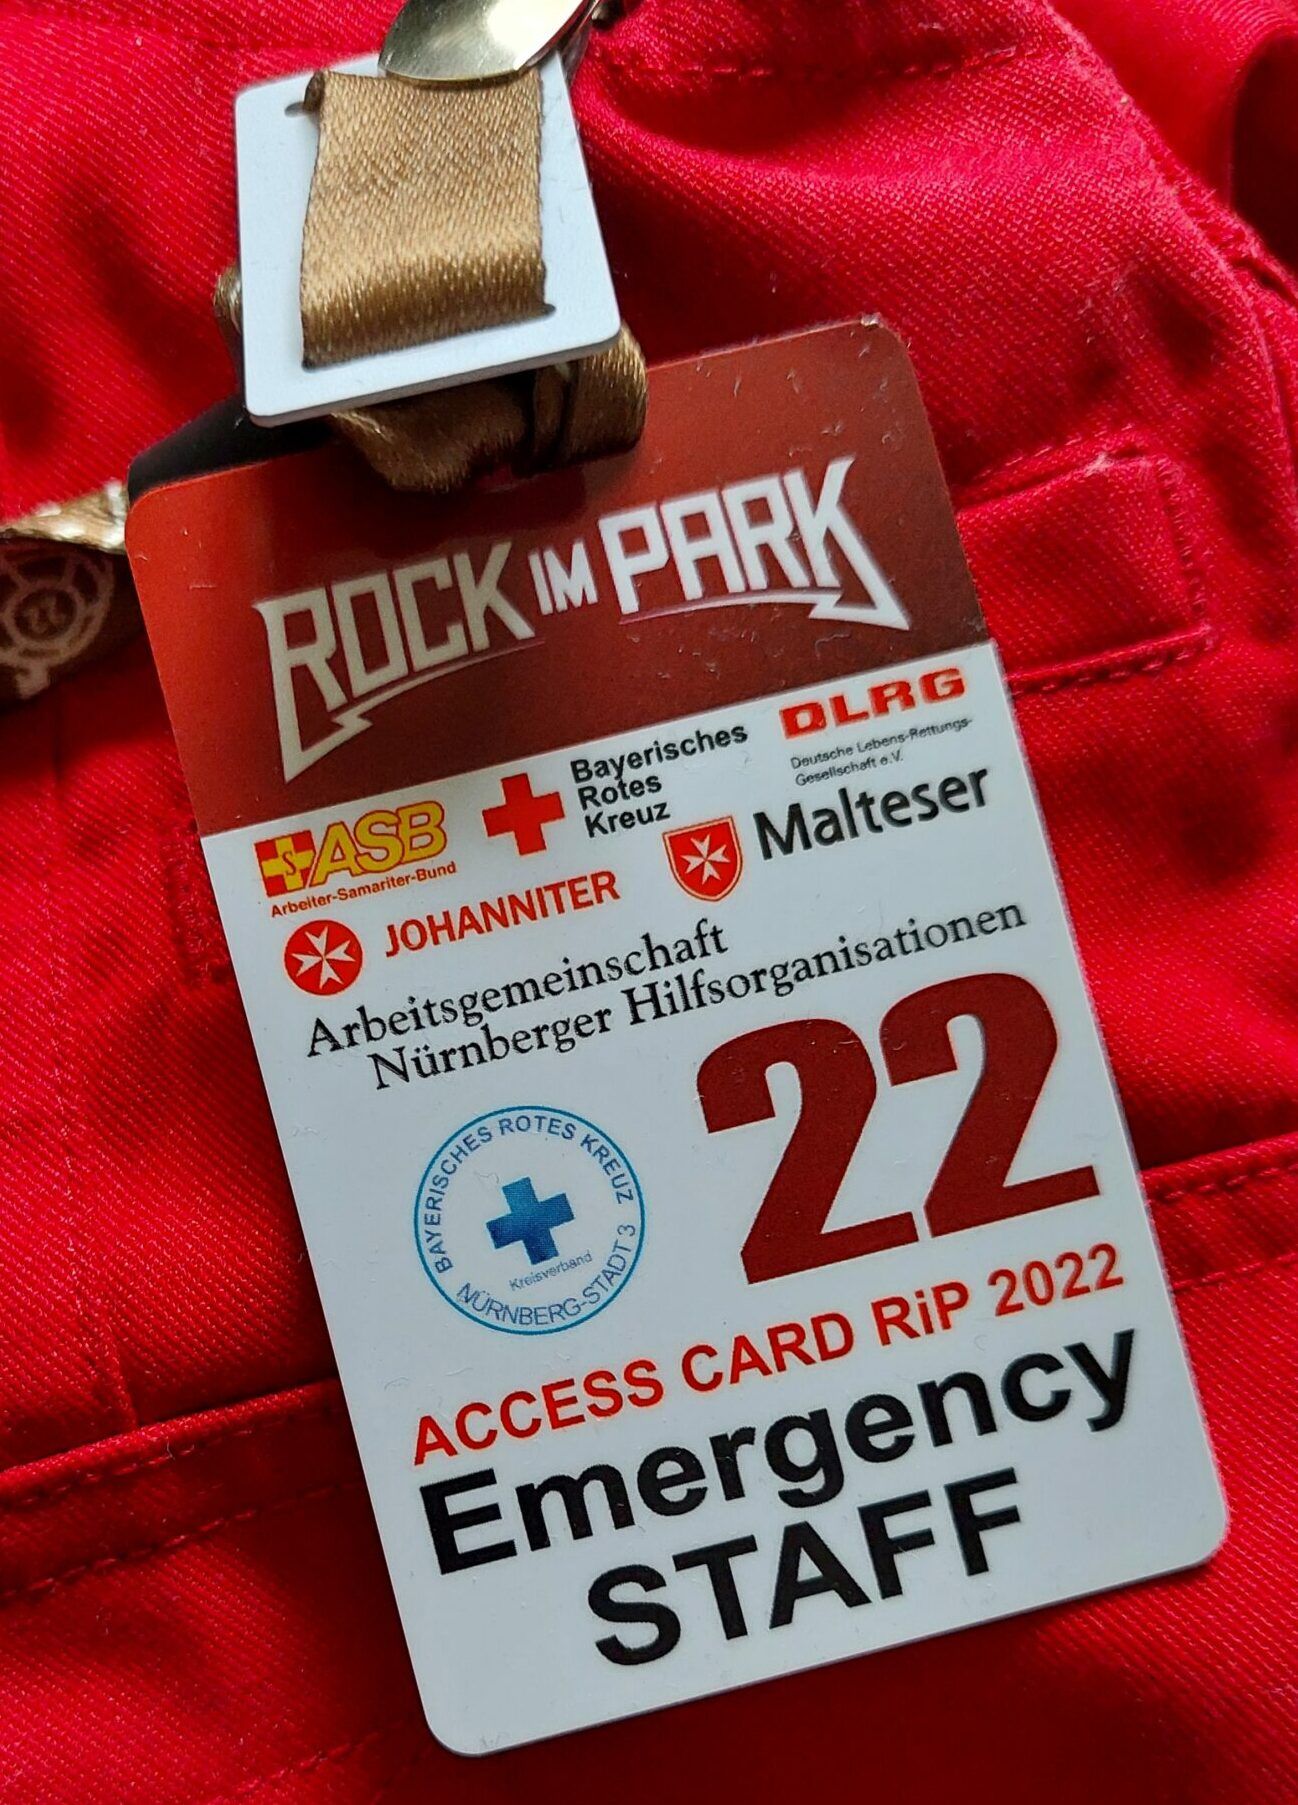 ROCK IM PARK
DLRG
Deutsche Lebens-Rettungs-
Gesellschaft e.V.
Bayerisches
Rotes
Kreuz
S ASB
Arbeiter-Samariter-Bund
Malteser
JOHANNITER
Arbeitsgemeinschaft
Nürnberger Hilfsorganisationen
22
BAYERISCHES ROTES KREUZ
Kreisverband
NÜRNBERG-STADT 3
ACCESS CARD RiP 2022
Emergency
STAFF
22